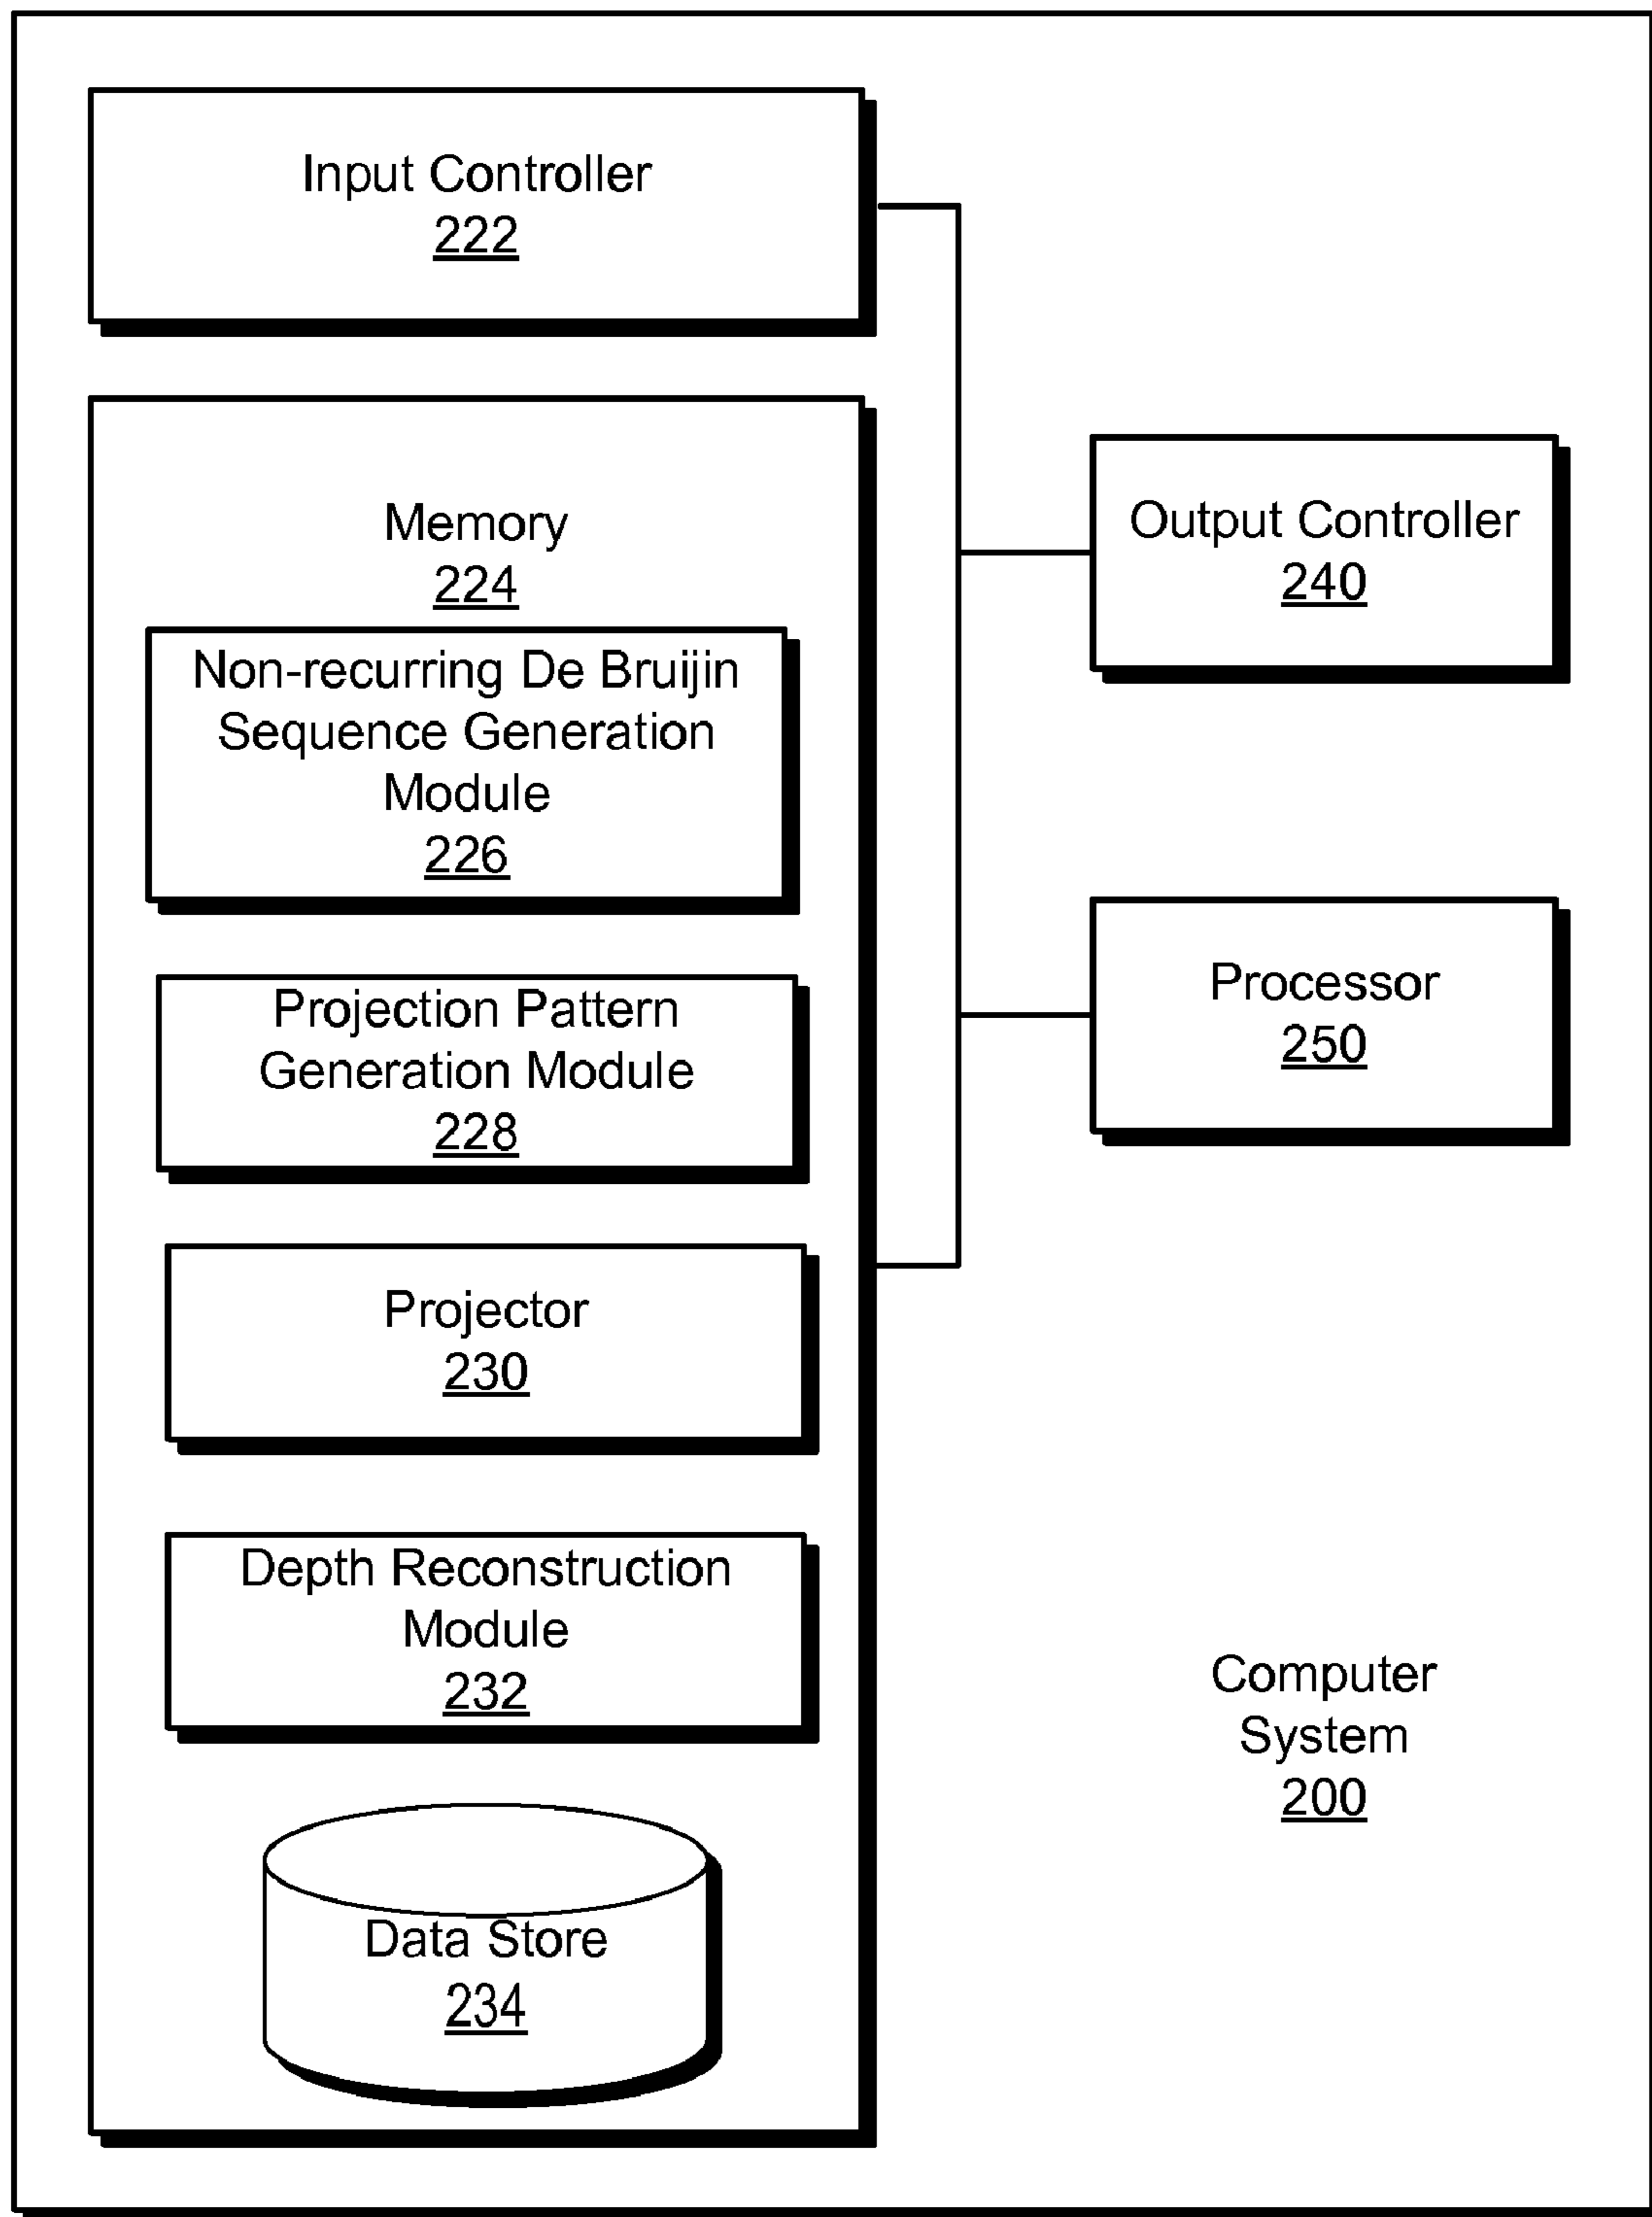 Input Controller
222
Memory
224
Non-recurring De Bruijin
Sequence Generation
Module
226
Projection Pattern
Generation Module
228
Projector
230
Depth Reconstruction
Module
232
Data Store
234
Output Controller
240
Processor
250
Computer
System
200